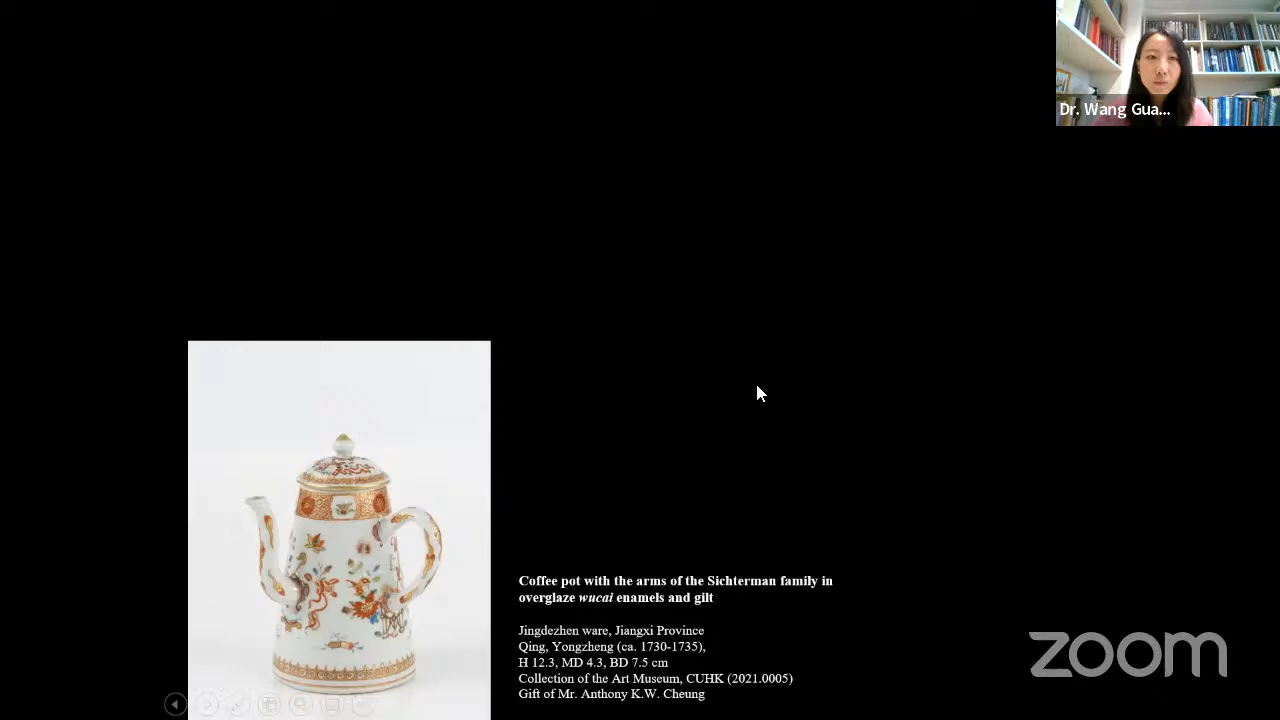 Dr. Wang Gua...
Coffee pot with the arms of the Sichterman family in
overglaze wucai enamels and gilt
Jingdezhen ware, Jiangxi Province
Qing, Yongzheng (ca. 1730-1735),
H 12.3, MD 4.3, BD 7.5 cm
Collection of the Art Museum, CUHK (2021.0005)
Gift of Mr. Anthony K.W. Cheung
zoom